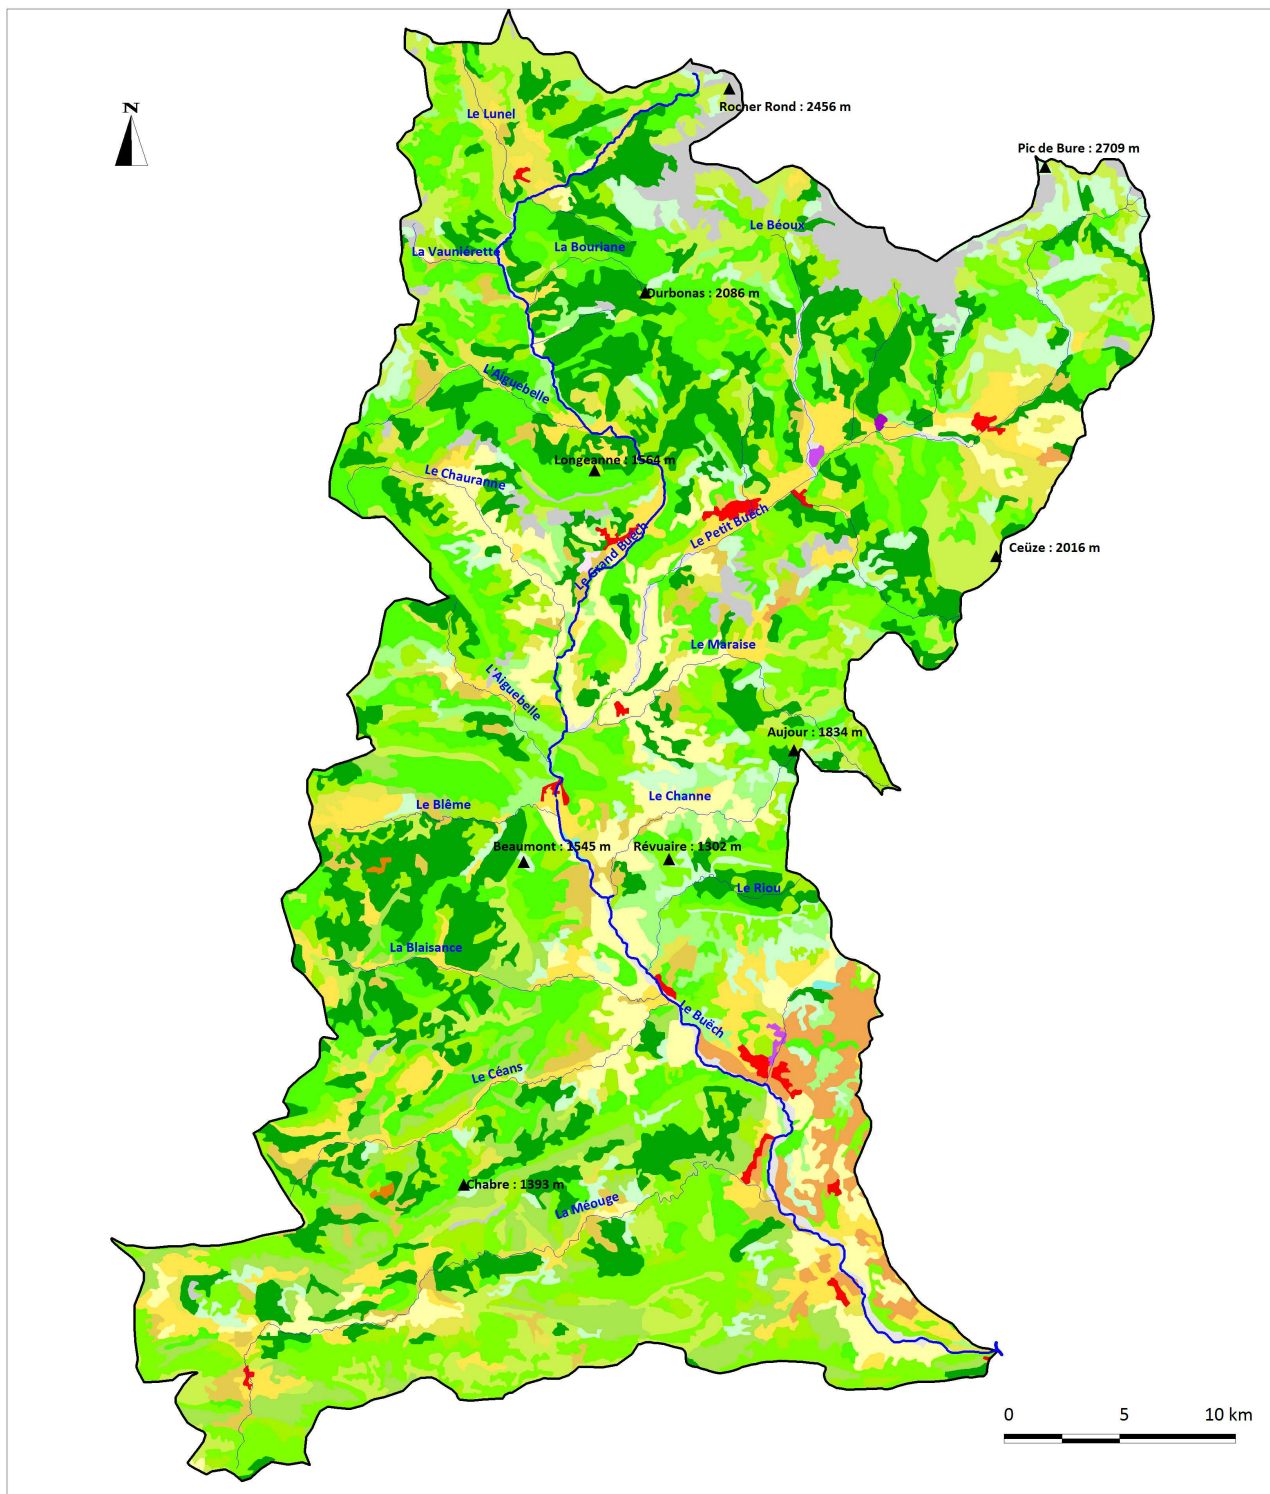 N
Rocher Rond : 2456 m
Le Lunel
Pic de Bure : 2709 m
Le Béoux
La Bouriane
La Vauniérette
Durbonas : 2086 m
L'Aiguebelle
Longeanne : 1564 m
Le Chauranne
Le Petit Buëch
Le Grand Buëch
Ceüze : 2016 m
Le Maraise
L'Aiguebelle
Aujour : 1834 m
Le Channe
Le Blême
Beaumont : 1545 m
Révuaire : 1302 m
Le Riou
La Blaisance
Le Buëch
Le Céans
Chabre : 1393 m
La Méouge
0 5 10 km